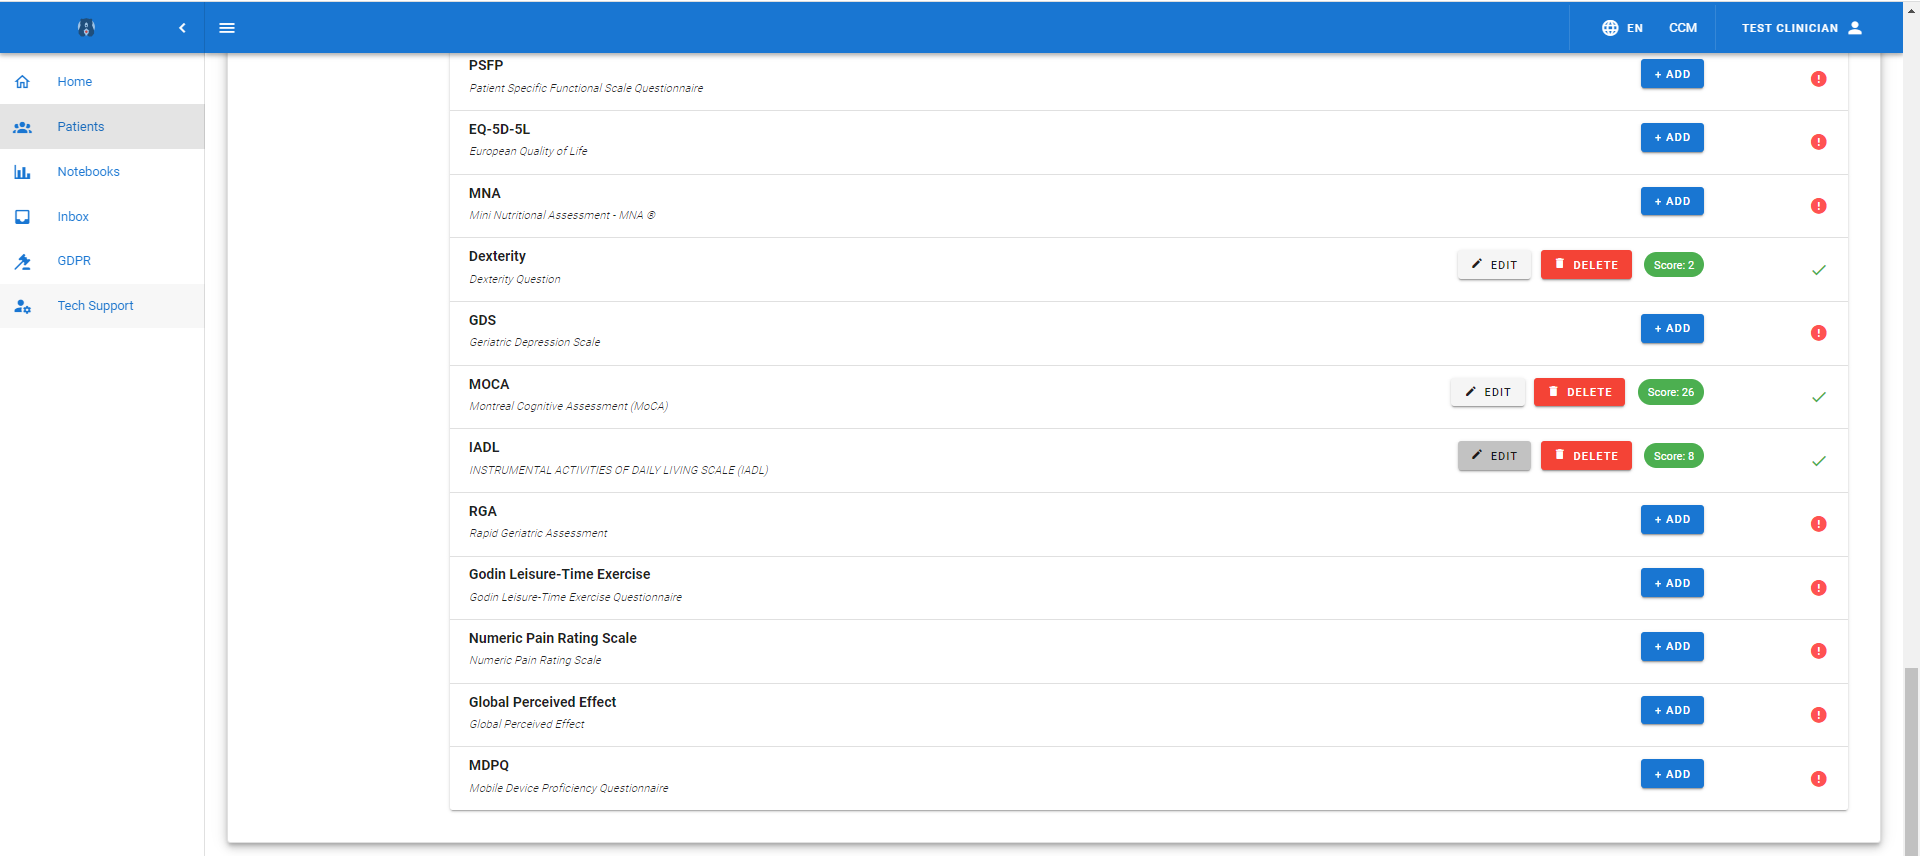 EN
CCM
TEST CLINICIAN
Home
Patients
Notebooks
Inbox
GDPR
Tech Support
PSFP
Patient Specific Functional Scale Questionnaire
+ ADD
EQ-5D-5L
European Quality of Life
+ ADD
MNA
Mini Nutritional Assessment - MNA ®
+ ADD
Dexterity
Dexterity Question
EDIT
DELETE
Score: 2
GDS
Geriatric Depression Scale
+ ADD
MOCA
Montreal Cognitive Assessment (MoCA)
EDIT
DELETE
Score: 26
IADL
INSTRUMENTAL ACTIVITIES OF DAILY LIVING SCALE (IADL)
EDIT
DELETE
Score: 8
RGA
Rapid Geriatric Assessment
+ ADD
Godin Leisure-Time Exercise
Godin Leisure-Time Exercise Questionnaire
+ ADD
Numeric Pain Rating Scale
Numeric Pain Rating Scale
+ ADD
Global Perceived Effect
Global Perceived Effect
+ ADD
MDPQ
Mobile Device Proficiency Questionnaire
+ ADD